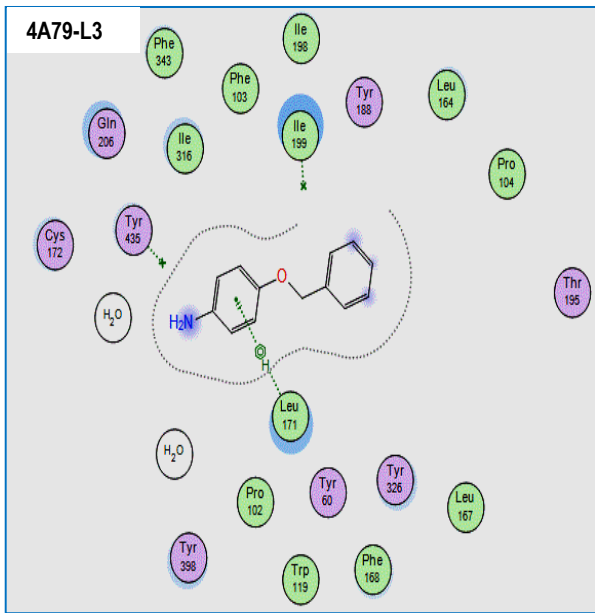 4A79-L3
Phe
343
Ile
198
Phe
103
Tyr
188
Leu
164
Gln
206
Ile
316
Ile
199
Pro
104
Cys
172
Tyr
435
Thr
195
O
H₂O
H₂N
H
Leu
171
H₂O
Pro
102
Tyr
60
Tyr
326
Leu
167
Tyr
398
Trp
119
Phe
168